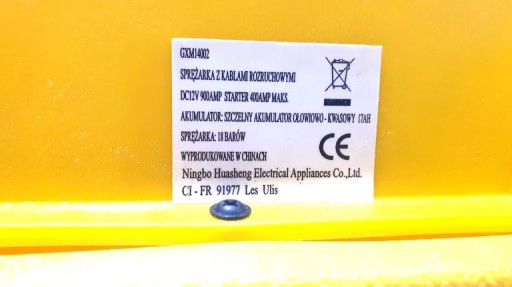 GXM14002
SPRĘŻARKA Z KABLAMI ROZRUCHOWYMI
DC12V 900AMP STARTER 400AMP MAKS.
AKUMULATOR: SZCZELNY AKUMULATOR OŁOWIOWO - KWASOWY 17AH
SPRĘŻARKA: 18 BARÓW
WYPRODUKOWANE W CHINACH
CE
Ningbo Huasheng Electrical Appliances Co.,Ltd.
CI - FR 91977 Les Ulis